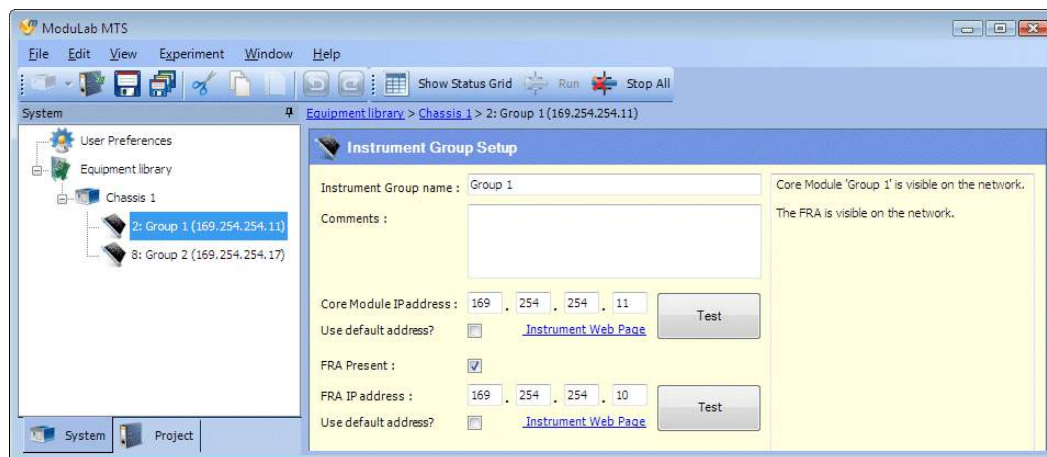 ModuLab MTS
File Edit View Experiment Window Help
Show Status Grid Run Stop All
System
Equipment library > Chassis 1 > 2: Group 1 (169.254.254.11)
User Preferences
Equipment library
Chassis 1
2: Group 1 (169.254.254.11)
8: Group 2 (169.254.254.17)
Instrument Group Setup
Instrument Group name : Group 1
Comments :
Core Module IPaddress : 169 . 254 . 254 . 11 Test
Use default address? Instrument Web Page
FRA Present :
FRA IP address : 169 . 254 . 254 . 10 Test
Use default address? Instrument Web Page
Core Module 'Group 1' is visible on the network.
The FRA is visible on the network.
System Project